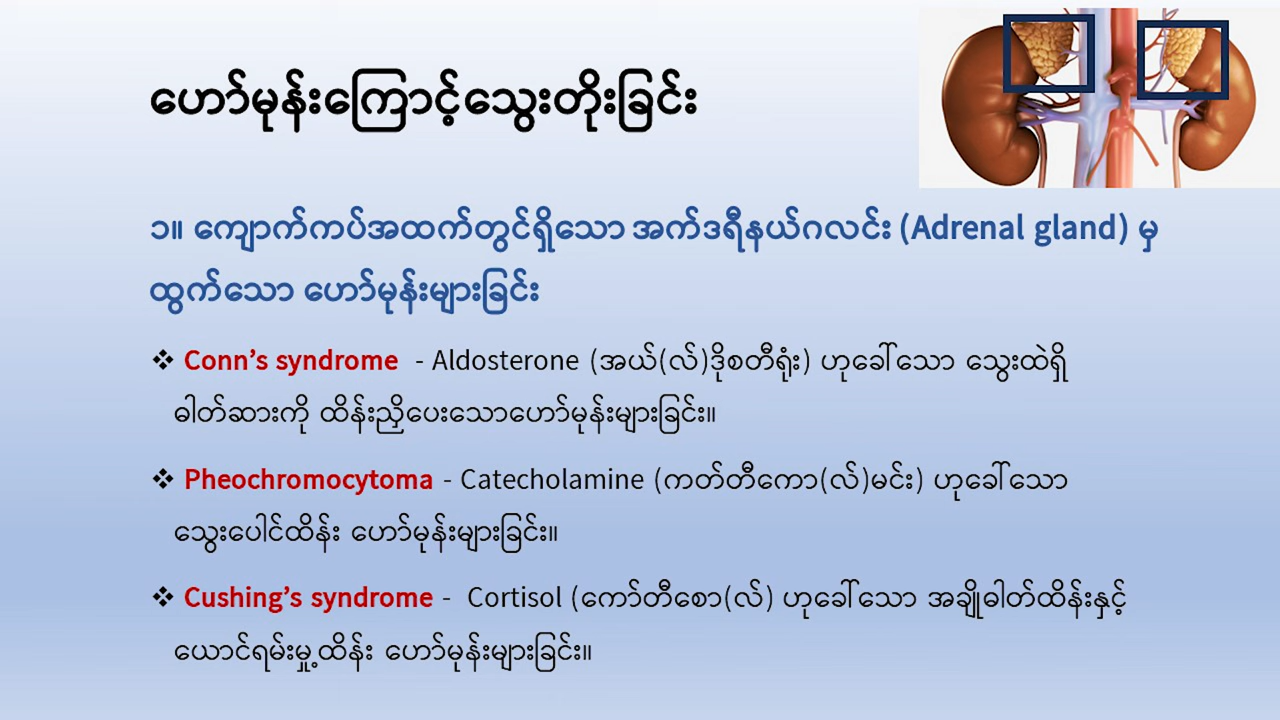 ဟော်မုန်းကြောင့်သွေးတိုးခြင်း
၁။ ကျောက်ကပ်အထက်တွင်ရှိသော အက်ဒရီနယ်ဂလင်း (Adrenal gland) မှ
ထွက်သော ဟော်မုန်းများခြင်း
❖ Conn’s syndrome - Aldosterone (အယ်(လ်)ဒိုစတီရုံး) ဟုခေါ်သော သွေးထဲရှိ
ဓါတ်ဆားကို ထိန်းညှိပေးသောဟော်မုန်းများခြင်း။
❖ Pheochromocytoma - Catecholamine (ကတ်တီကော(လ်)မင်း) ဟုခေါ်သော
သွေးပေါင်ထိန်း ဟော်မုန်းများခြင်း။
❖ Cushing’s syndrome - Cortisol (ကော်တီစော(လ်) ဟုခေါ်သော အချိုဓါတ်ထိန်းနှင့်
ယောင်ရမ်းမှု့ထိန်း ဟော်မုန်းများခြင်း။